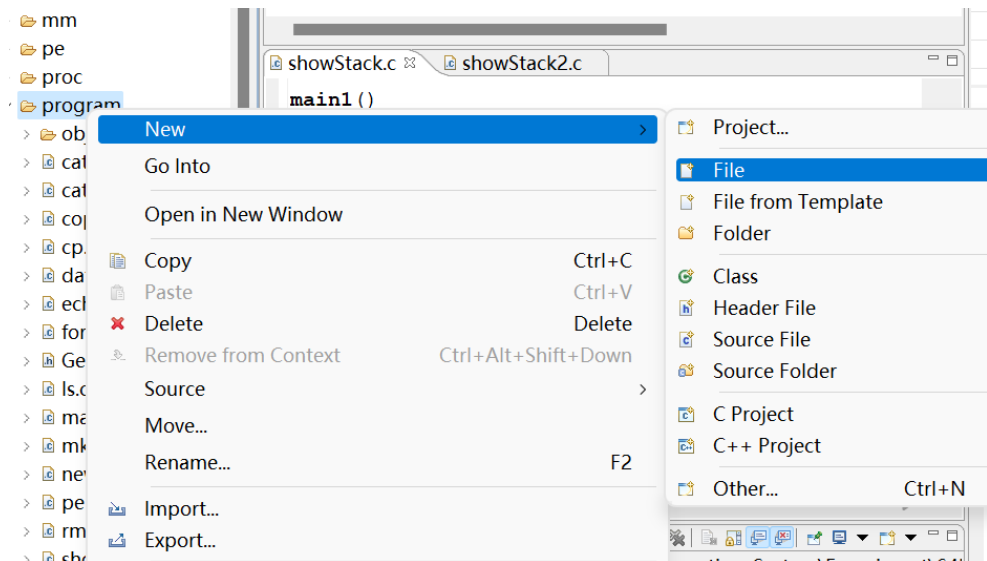 mm
pe
proc
program
showStack.c
showStack2.c
main1()
New
Go Into
Open in New Window
Copy Ctrl+C
Paste Ctrl+V
Delete Delete
Remove from Context Ctrl+Alt+Shift+Down
Source
Move...
Rename... F2
Import...
Export...
Project...
File
File from Template
Folder
Class
Header File
Source File
Source Folder
C Project
C++ Project
Other... Ctrl+N